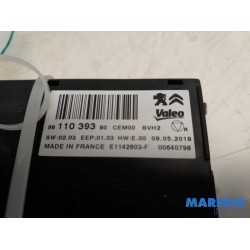 Valeo
98 110 393 80 CEM00 BVH2
SW:02.03 EEP:01.03 HW:E.00 09.05.2018
MADE IN FRANCE E1142803-F 00640798